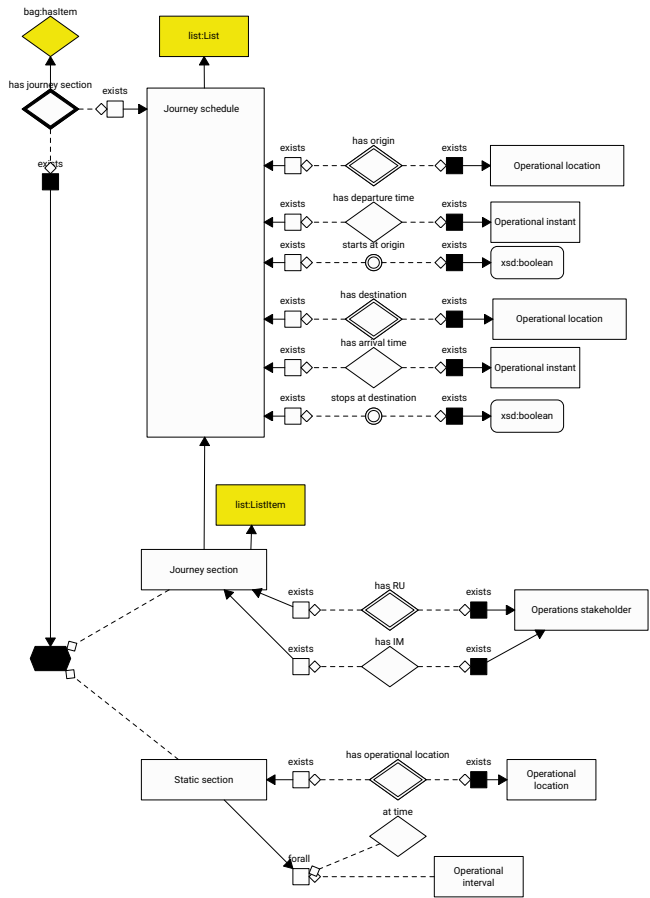 bag:hasItem
list:List
has journey section
exists
Journey schedule
exists
exists
has origin
exists
Operational location
has departure time
exists
exists
Operational instant
starts at origin
exists
exists
xsd:boolean
has destination
exists
exists
Operational location
has arrival time
exists
exists
Operational instant
stops at destination
exists
exists
xsd:boolean
list:ListItem
Journey section
has RU
exists
exists
Operations stakeholder
has IM
exists
exists
has operational location
exists
exists
Static section
Operational
location
at time
forall
Operational
interval